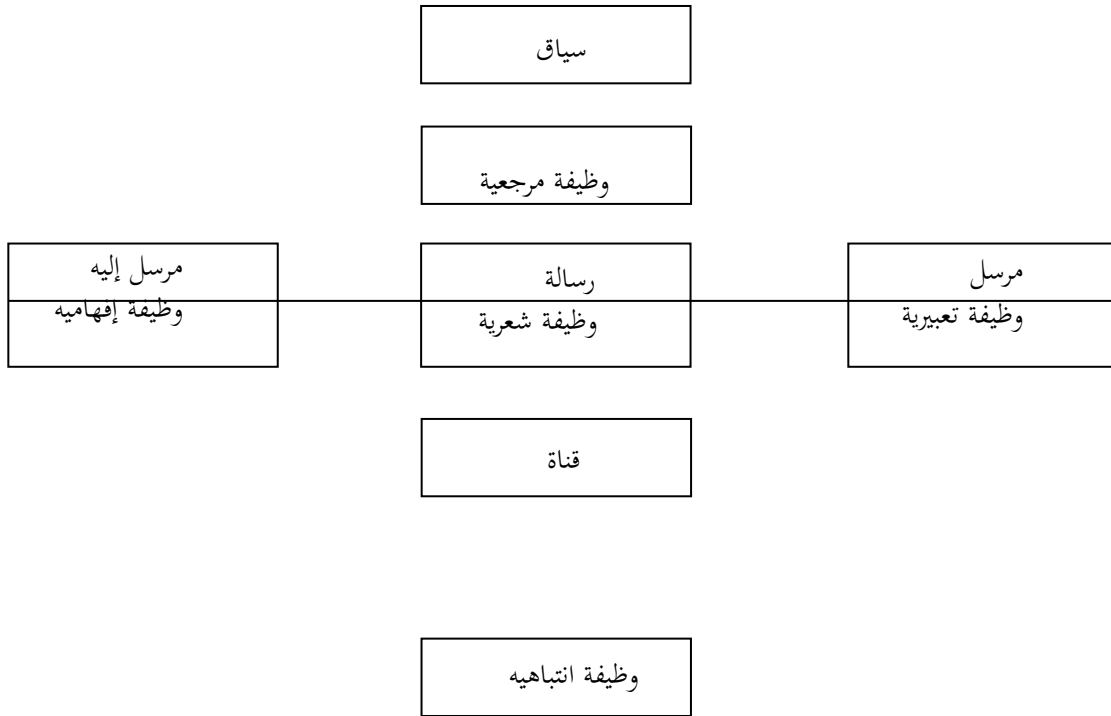 سياق
وظيفة مرجعية
مرسل
وظيفة تعبيرية
رسالة
وظيفة شعرية
مرسل إليه
وظيفة إفهاميه
قناة
وظيفة انتباهيه